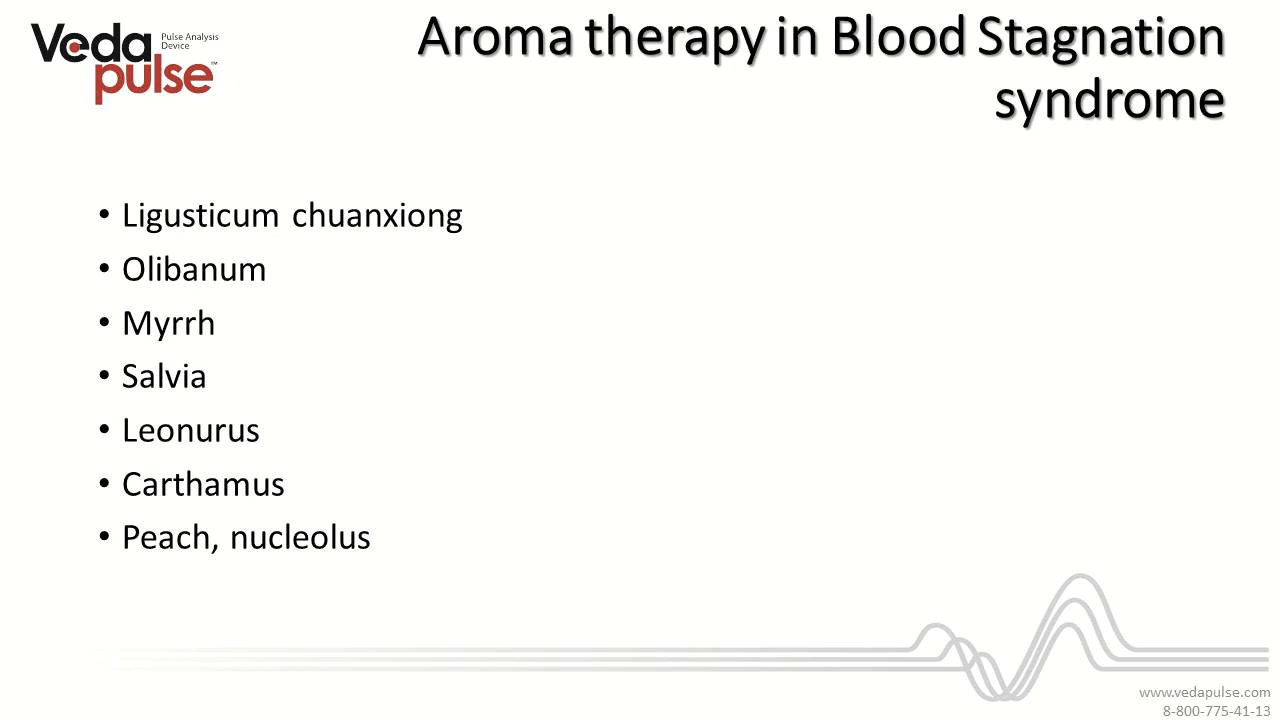 Veda
pulse™
Pulse Analysis
Device
Aroma therapy in Blood Stagnation
syndrome
• Ligusticum chuanxiong
• Olibanum
• Myrrh
• Salvia
• Leonurus
• Carthamus
• Peach, nucleolus
www.vedapulse.com
8-800-775-41-13